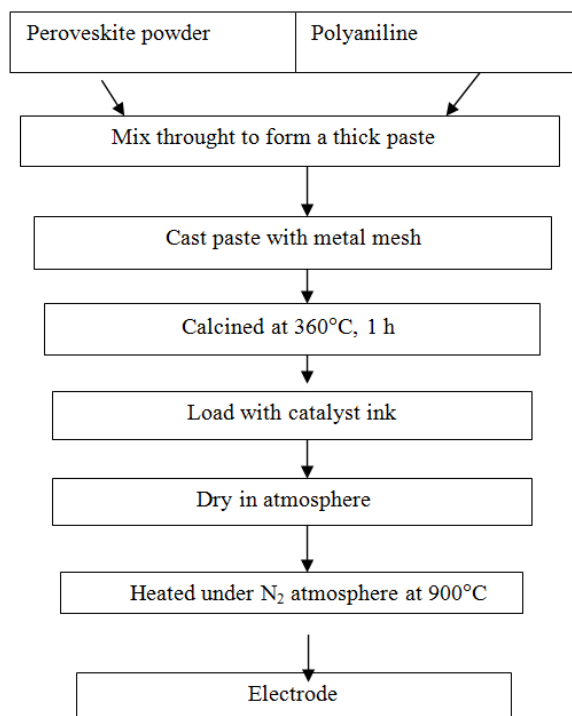 Peroveskite powder
Polyaniline
Mix throught to form a thick paste
Cast paste with metal mesh
Calcined at 360°C, 1 h
Load with catalyst ink
Dry in atmosphere
Heated under N₂ atmosphere at 900°C
Electrode